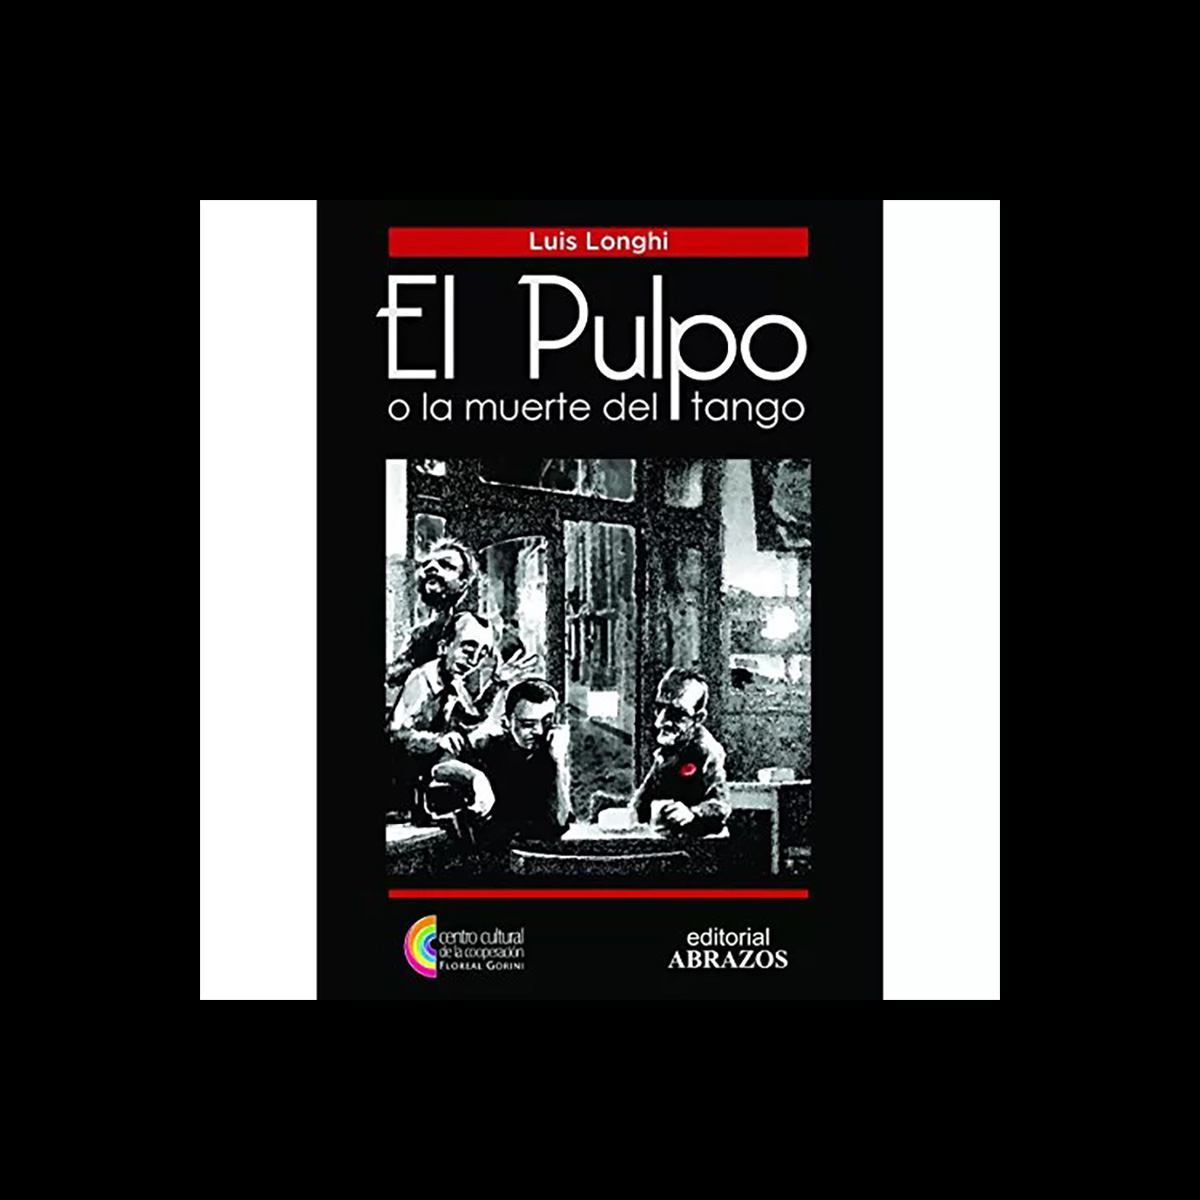 Luis Longhi
El Pulpo
o la muerte del tango
centro cultural
de la cooperación
FLOREAL GORINI
editorial
ABRAZOS